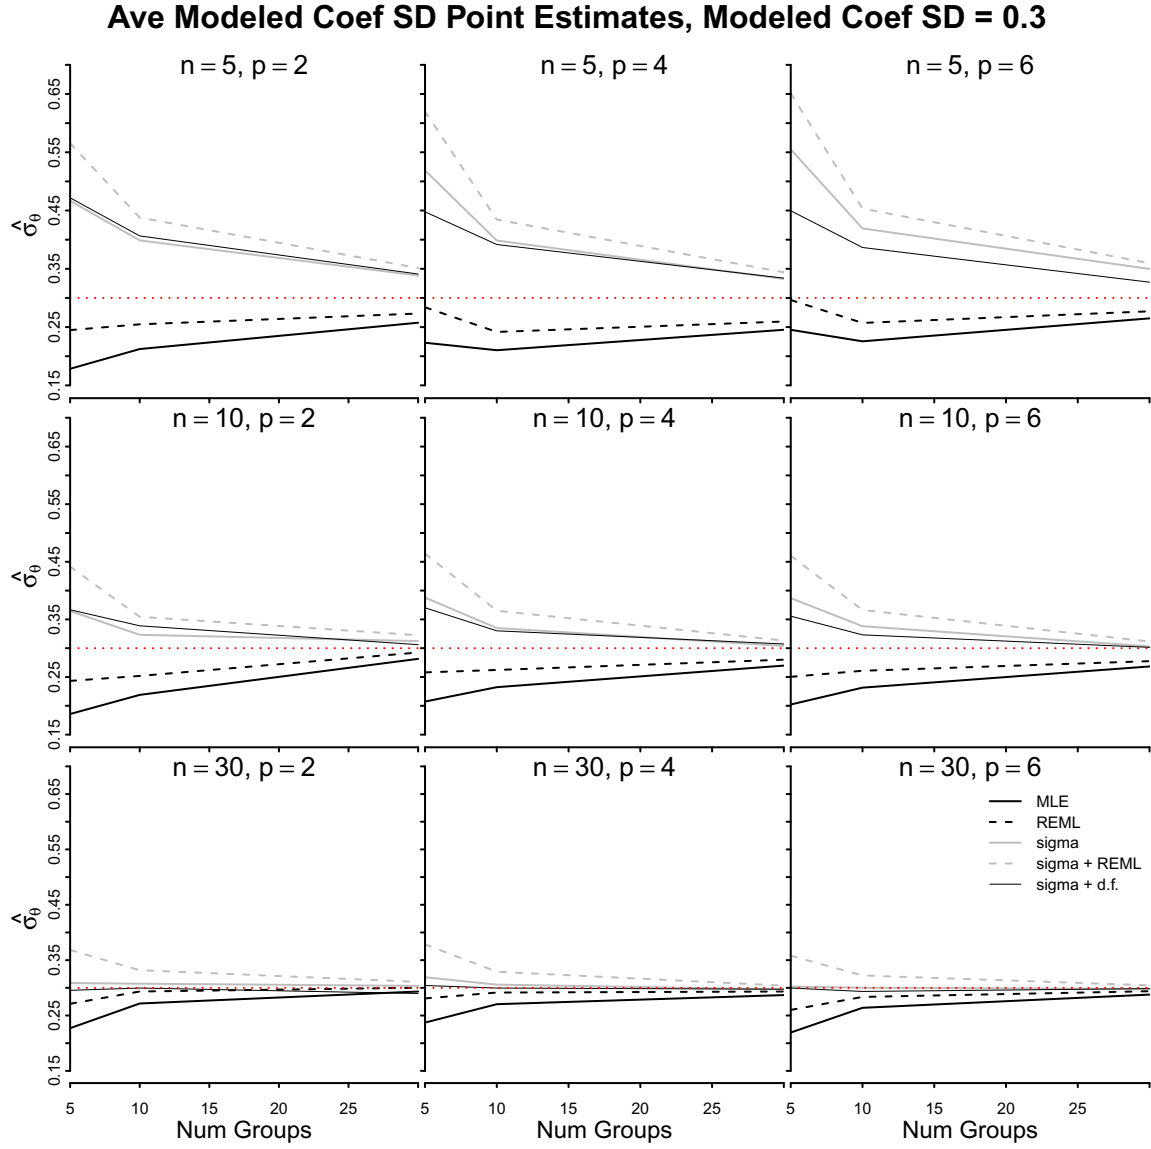 Ave Modeled Coef SD Point Estimates, Modeled Coef SD = 0.3
n = 5, p = 2
n = 5, p = 4
n = 5, p = 6
0.65
0.55
0.45
0.35
0.25
0.15
σ̂θ
n = 10, p = 2
n = 10, p = 4
n = 10, p = 6
0.65
0.55
0.45
0.35
0.25
0.15
σ̂θ
n = 30, p = 2
n = 30, p = 4
n = 30, p = 6
0.65
0.55
0.45
0.35
0.25
0.15
σ̂θ
MLE
REML
sigma
sigma + REML
sigma + d.f.
5 10 15 20 25
5 10 15 20 25
5 10 15 20 25
Num Groups
Num Groups
Num Groups